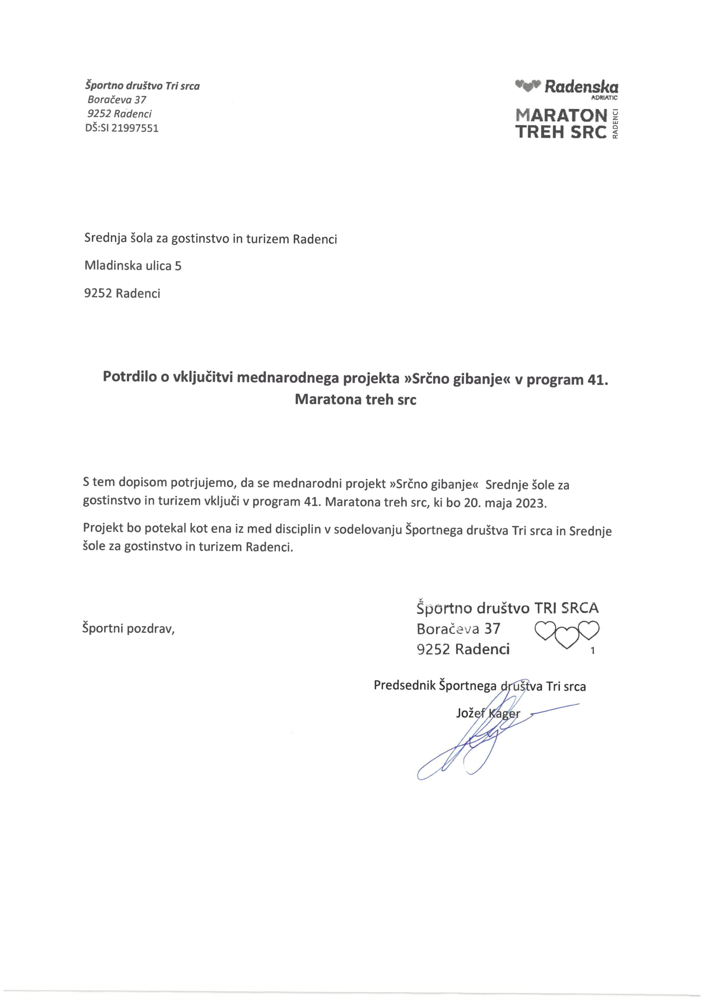 Športno društvo Tri srca
Boračeva 37
9252 Radenci
DŠ:SI 21997551
Radenska
ADRIATIC
MARATON
TREH SRC
RADENCI
Srednja šola za gostinstvo in turizem Radenci
Mladinska ulica 5
9252 Radenci
Potrdilo o vključitvi mednarodnega projekta »Srčno gibanje« v program 41.
Maratona treh src
S tem dopisom potrjujemo, da se mednarodni projekt »Srčno gibanje« Srednje šole za
gostinstvo in turizem vključi v program 41. Maratona treh src, ki bo 20. maja 2023.
Projekt bo potekal kot ena iz med disciplin v sodelovanju Športnega društva Tri srca in Srednje
šole za gostinstvo in turizem Radenci.
Športni pozdrav,
Športno društvo TRI SRCA
Boračeva 37
9252 Radenci
1
Predsednik Športnega društva Tri srca
Jožef Kager